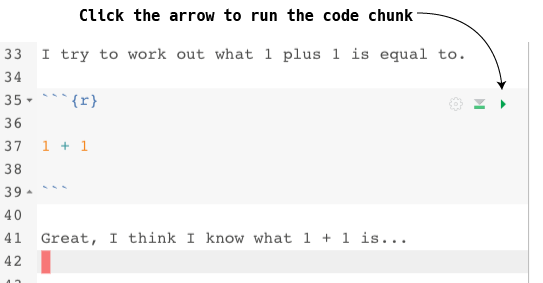 Click the arrow to run the code chunk
33 I try to work out what 1 plus 1 is equal to.
34
35 ```{r}
36
37 1 + 1
38
39 ```
40
41 Great, I think I know what 1 + 1 is...
42